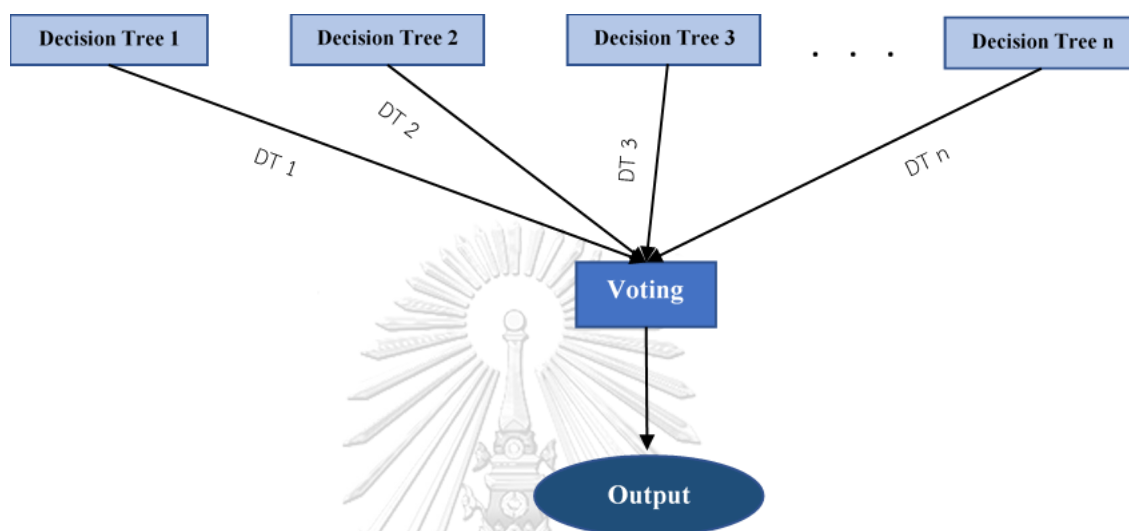 Decision Tree 1
Decision Tree 2
Decision Tree 3
. . .
Decision Tree n
DT 1
DT 2
DT 3
DT n
Voting
Output